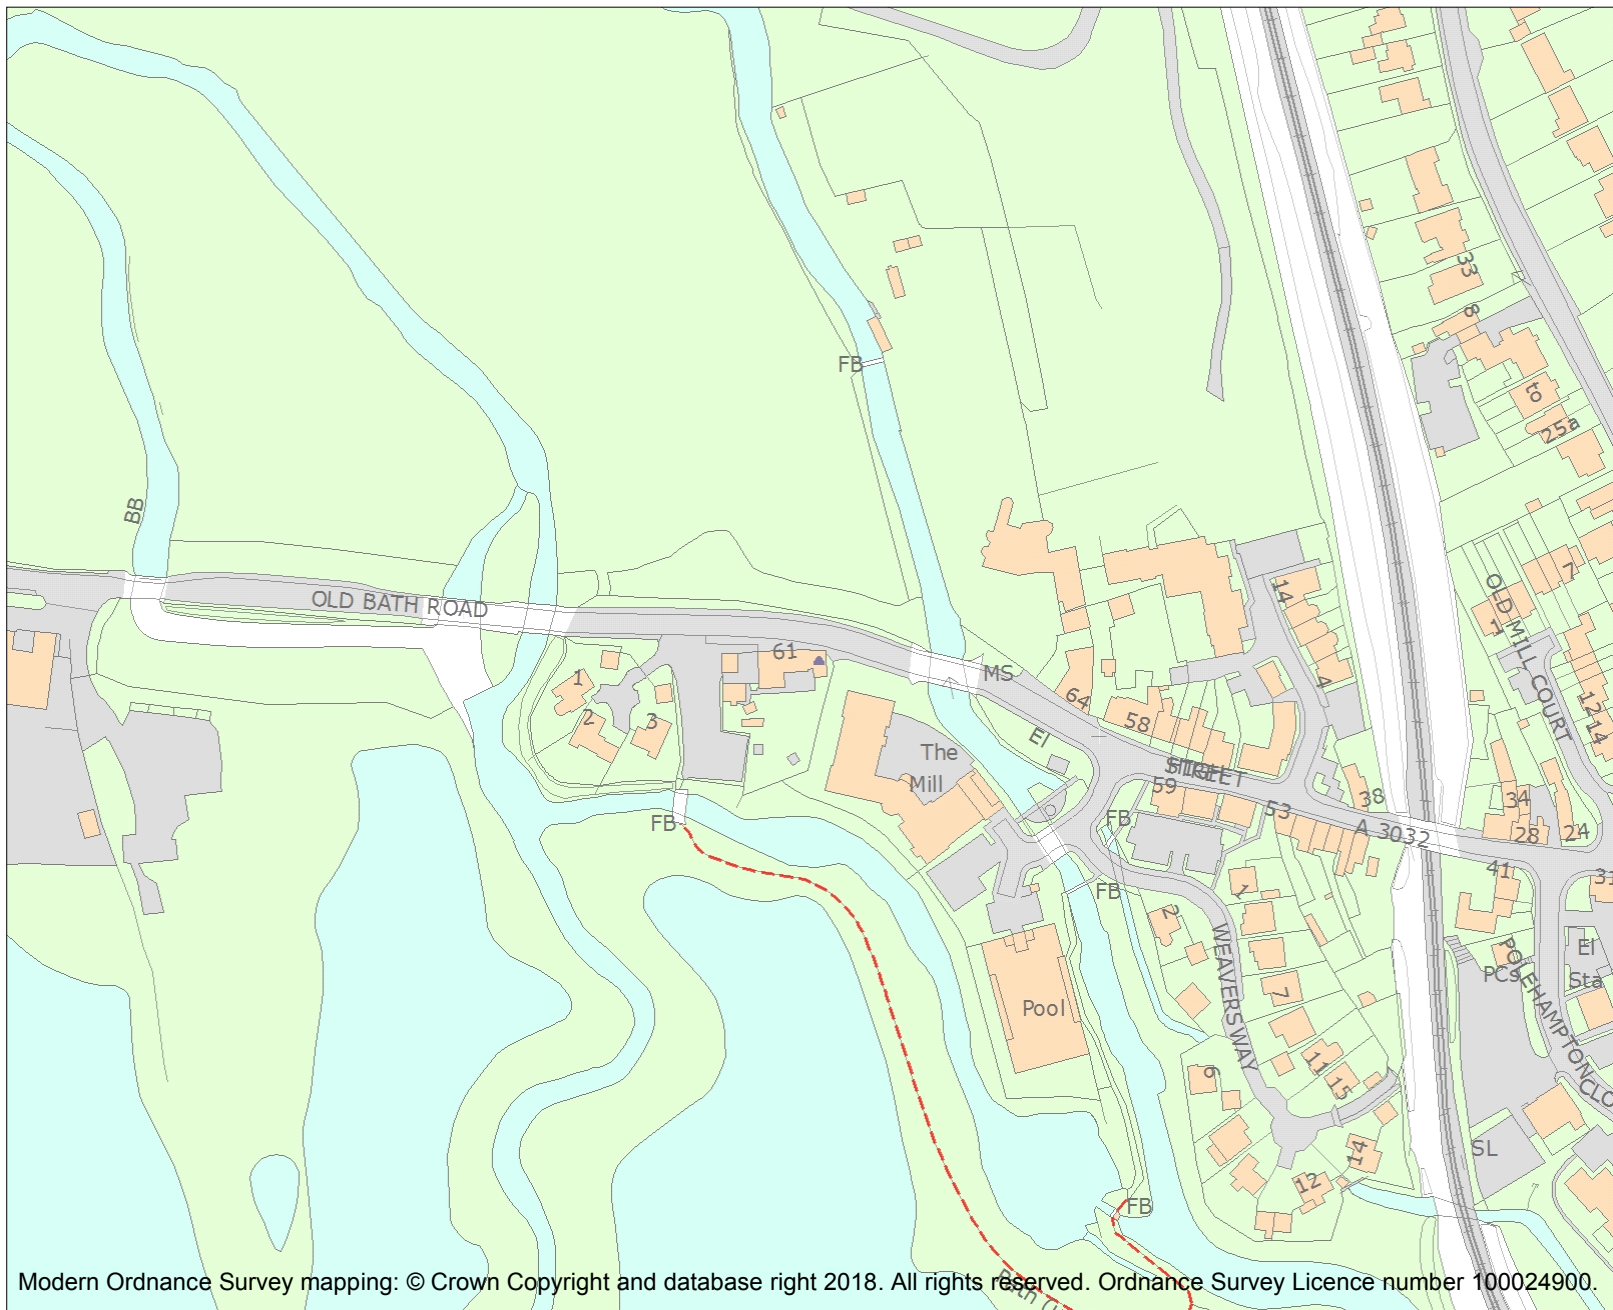 33
8
to
25a
FB
BB
OLD BATH ROAD
MS
61
1
2
3
64
58
El
The
Mill
STREET
59
53
14
4
38
A 3032
7
1
OLD MILL COURT
12
14
34
28
24
41
31
FB
FB
FB
2
1
WEAVERS WAY
7
11
15
9
12
14
Pool
PCs
El
Sta
POLEHAMPTON CLO
SL
FB
Path (u
Modern Ordnance Survey mapping: © Crown Copyright and database right 2018. All rights reserved. Ordnance Survey Licence number 100024900.